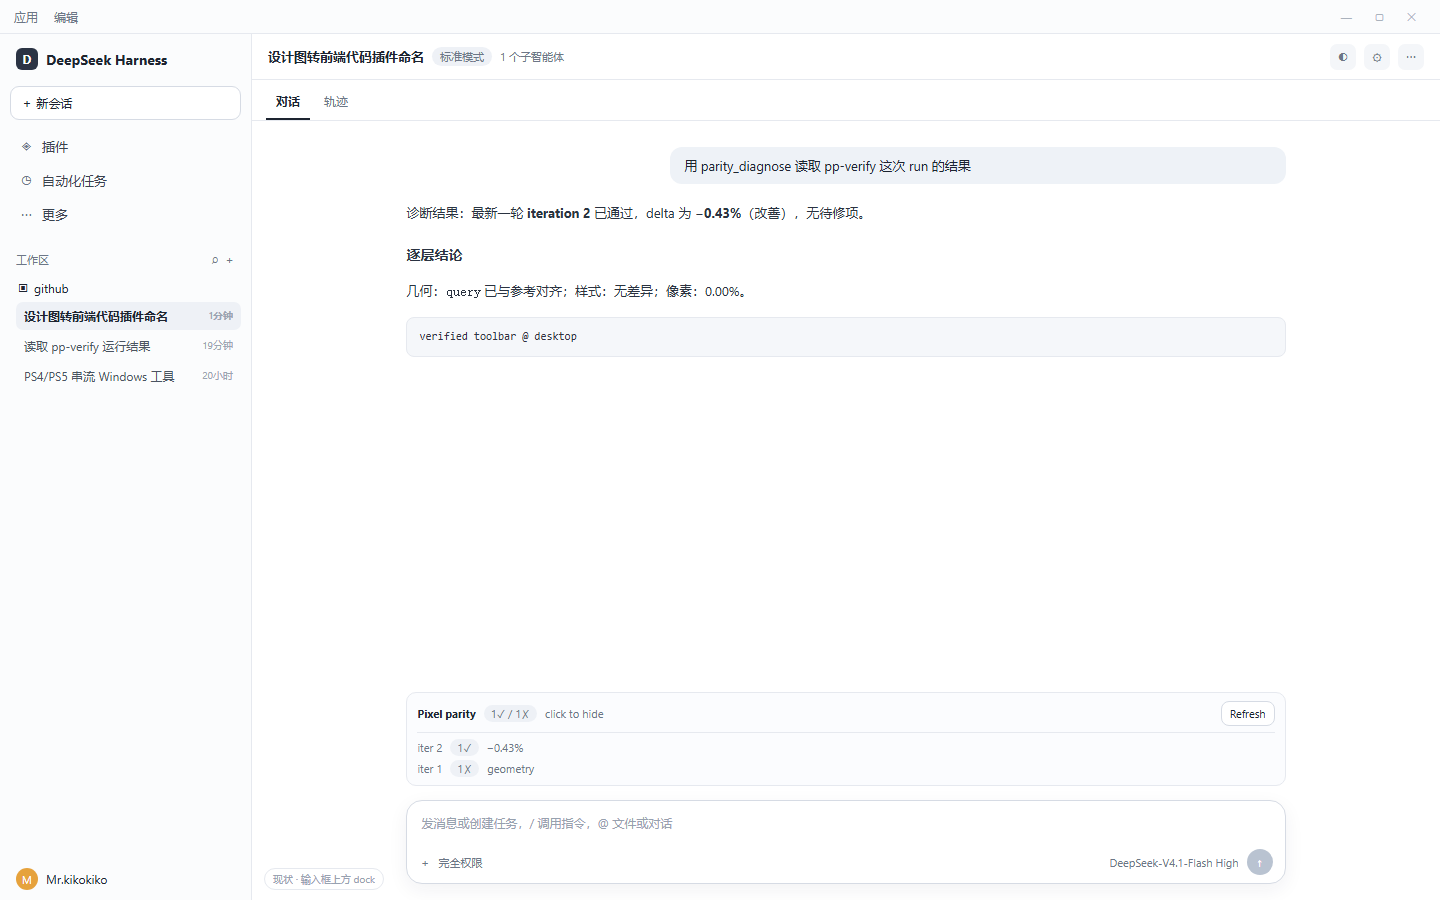 应用 编辑
D DeepSeek Harness
+ 新会话
插件
自动化任务
更多
工作区
github
设计图转前端代码插件命名 1分钟
读取 pp-verify 运行结果 19分钟
PS4/PS5 串流 Windows 工具 20小时
M Mr.kikokiko
设计图转前端代码插件命名 标准模式 1 个子智能体
对话 轨迹
用 parity_diagnose 读取 pp-verify 这次 run 的结果
诊断结果：最新一轮 iteration 2 已通过，delta 为 −0.43%（改善），无待修项。
逐层结论
几何：query 已与参考对齐；样式：无差异；像素：0.00%。
verified toolbar @ desktop
Pixel parity 1✓ / 1✗ click to hide Refresh
iter 2 1✓ −0.43%
iter 1 1✗ geometry
发消息或创建任务，/ 调用指令，@ 文件或对话
+ 完全权限 DeepSeek-V4.1-Flash High ↑
现状 · 输入框上方 dock